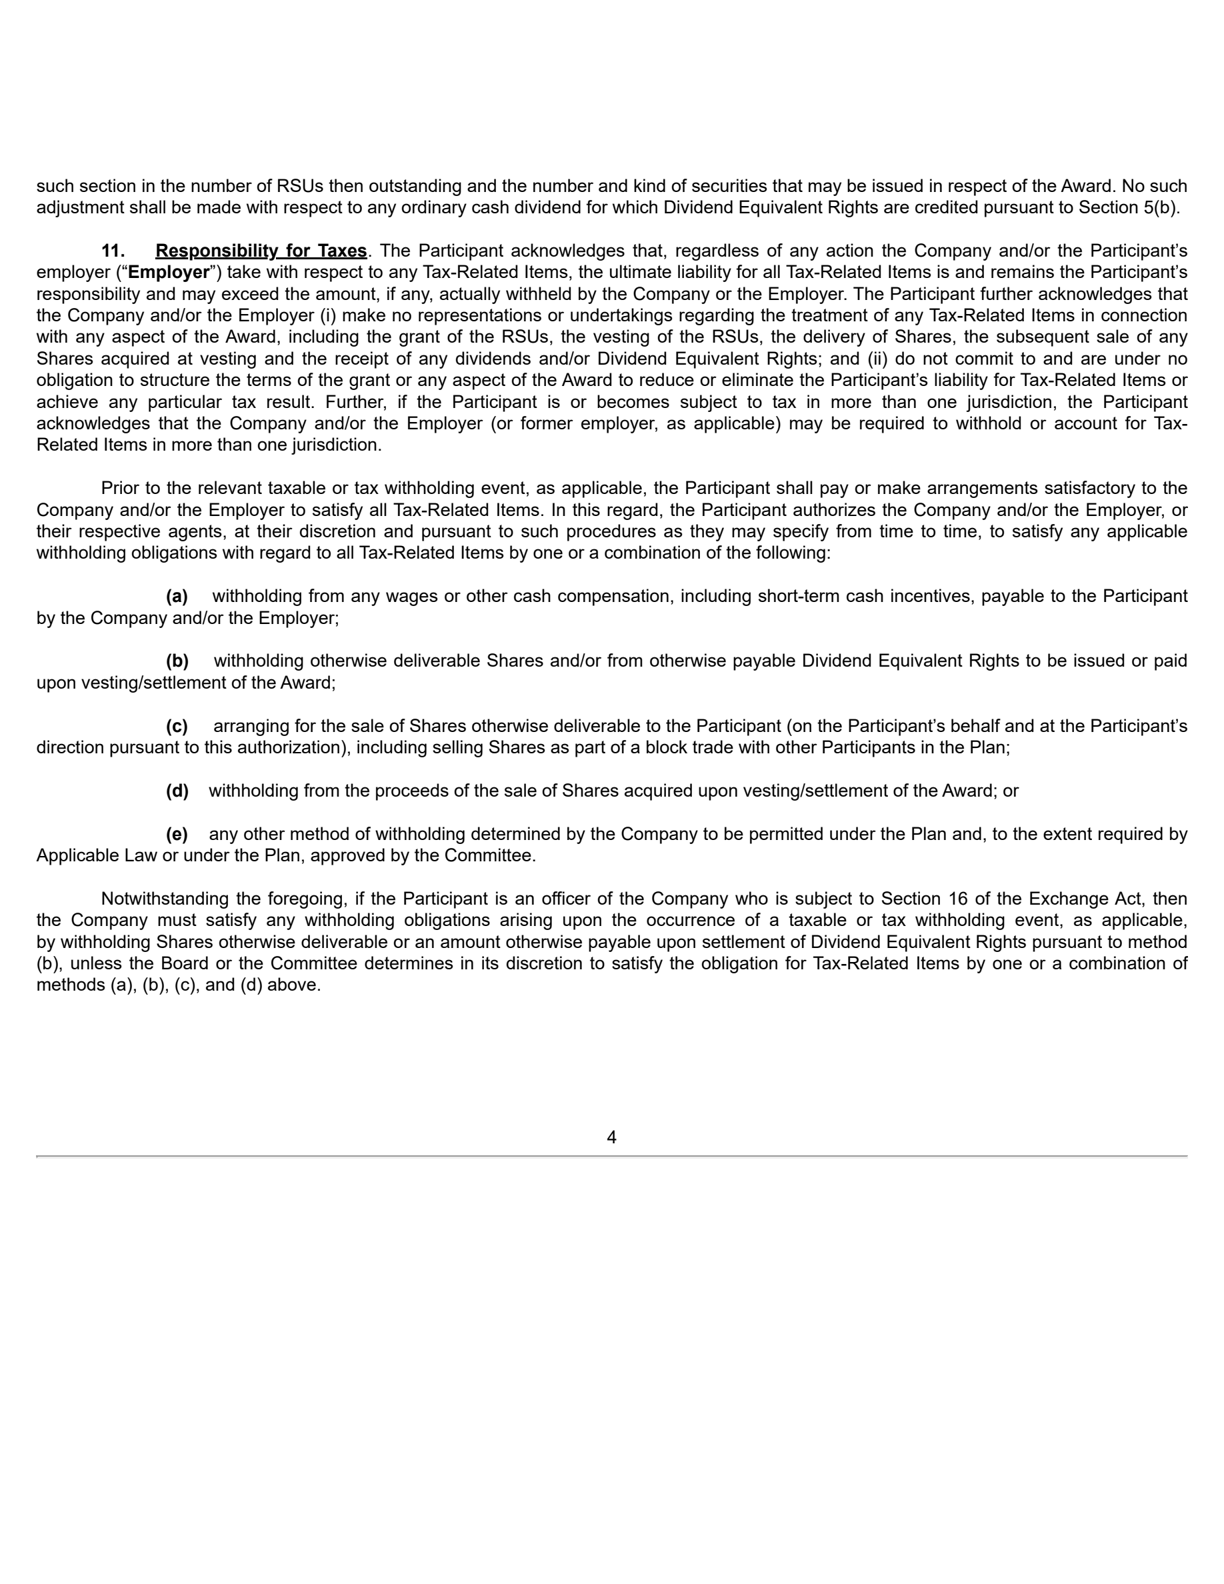 such section in the number of RSUs then outstanding and the number and kind of securities that may be issued in respect of the Award. No such
adjustment shall be made with respect to any ordinary cash dividend for which Dividend Equivalent Rights are credited pursuant to Section 5(b).
11. Responsibility for Taxes. The Participant acknowledges that, regardless of any action the Company and/or the Participant’s
employer (“Employer”) take with respect to any Tax-Related Items, the ultimate liability for all Tax-Related Items is and remains the Participant’s
responsibility and may exceed the amount, if any, actually withheld by the Company or the Employer. The Participant further acknowledges that
the Company and/or the Employer (i) make no representations or undertakings regarding the treatment of any Tax-Related Items in connection
with any aspect of the Award, including the grant of the RSUs, the vesting of the RSUs, the delivery of Shares, the subsequent sale of any
Shares acquired at vesting and the receipt of any dividends and/or Dividend Equivalent Rights; and (ii) do not commit to and are under no
obligation to structure the terms of the grant or any aspect of the Award to reduce or eliminate the Participant’s liability for Tax-Related Items or
achieve any particular tax result. Further, if the Participant is or becomes subject to tax in more than one jurisdiction, the Participant
acknowledges that the Company and/or the Employer (or former employer, as applicable) may be required to withhold or account for Tax-
Related Items in more than one jurisdiction.
Prior to the relevant taxable or tax withholding event, as applicable, the Participant shall pay or make arrangements satisfactory to the
Company and/or the Employer to satisfy all Tax-Related Items. In this regard, the Participant authorizes the Company and/or the Employer, or
their respective agents, at their discretion and pursuant to such procedures as they may specify from time to time, to satisfy any applicable
withholding obligations with regard to all Tax-Related Items by one or a combination of the following:
(a) withholding from any wages or other cash compensation, including short-term cash incentives, payable to the Participant
by the Company and/or the Employer;
(b) withholding otherwise deliverable Shares and/or from otherwise payable Dividend Equivalent Rights to be issued or paid
upon vesting/settlement of the Award;
(c) arranging for the sale of Shares otherwise deliverable to the Participant (on the Participant’s behalf and at the Participant’s
direction pursuant to this authorization), including selling Shares as part of a block trade with other Participants in the Plan;
(d) withholding from the proceeds of the sale of Shares acquired upon vesting/settlement of the Award; or
(e) any other method of withholding determined by the Company to be permitted under the Plan and, to the extent required by
Applicable Law or under the Plan, approved by the Committee.
Notwithstanding the foregoing, if the Participant is an officer of the Company who is subject to Section 16 of the Exchange Act, then
the Company must satisfy any withholding obligations arising upon the occurrence of a taxable or tax withholding event, as applicable,
by withholding Shares otherwise deliverable or an amount otherwise payable upon settlement of Dividend Equivalent Rights pursuant to method
(b), unless the Board or the Committee determines in its discretion to satisfy the obligation for Tax-Related Items by one or a combination of
methods (a), (b), (c), and (d) above.
4